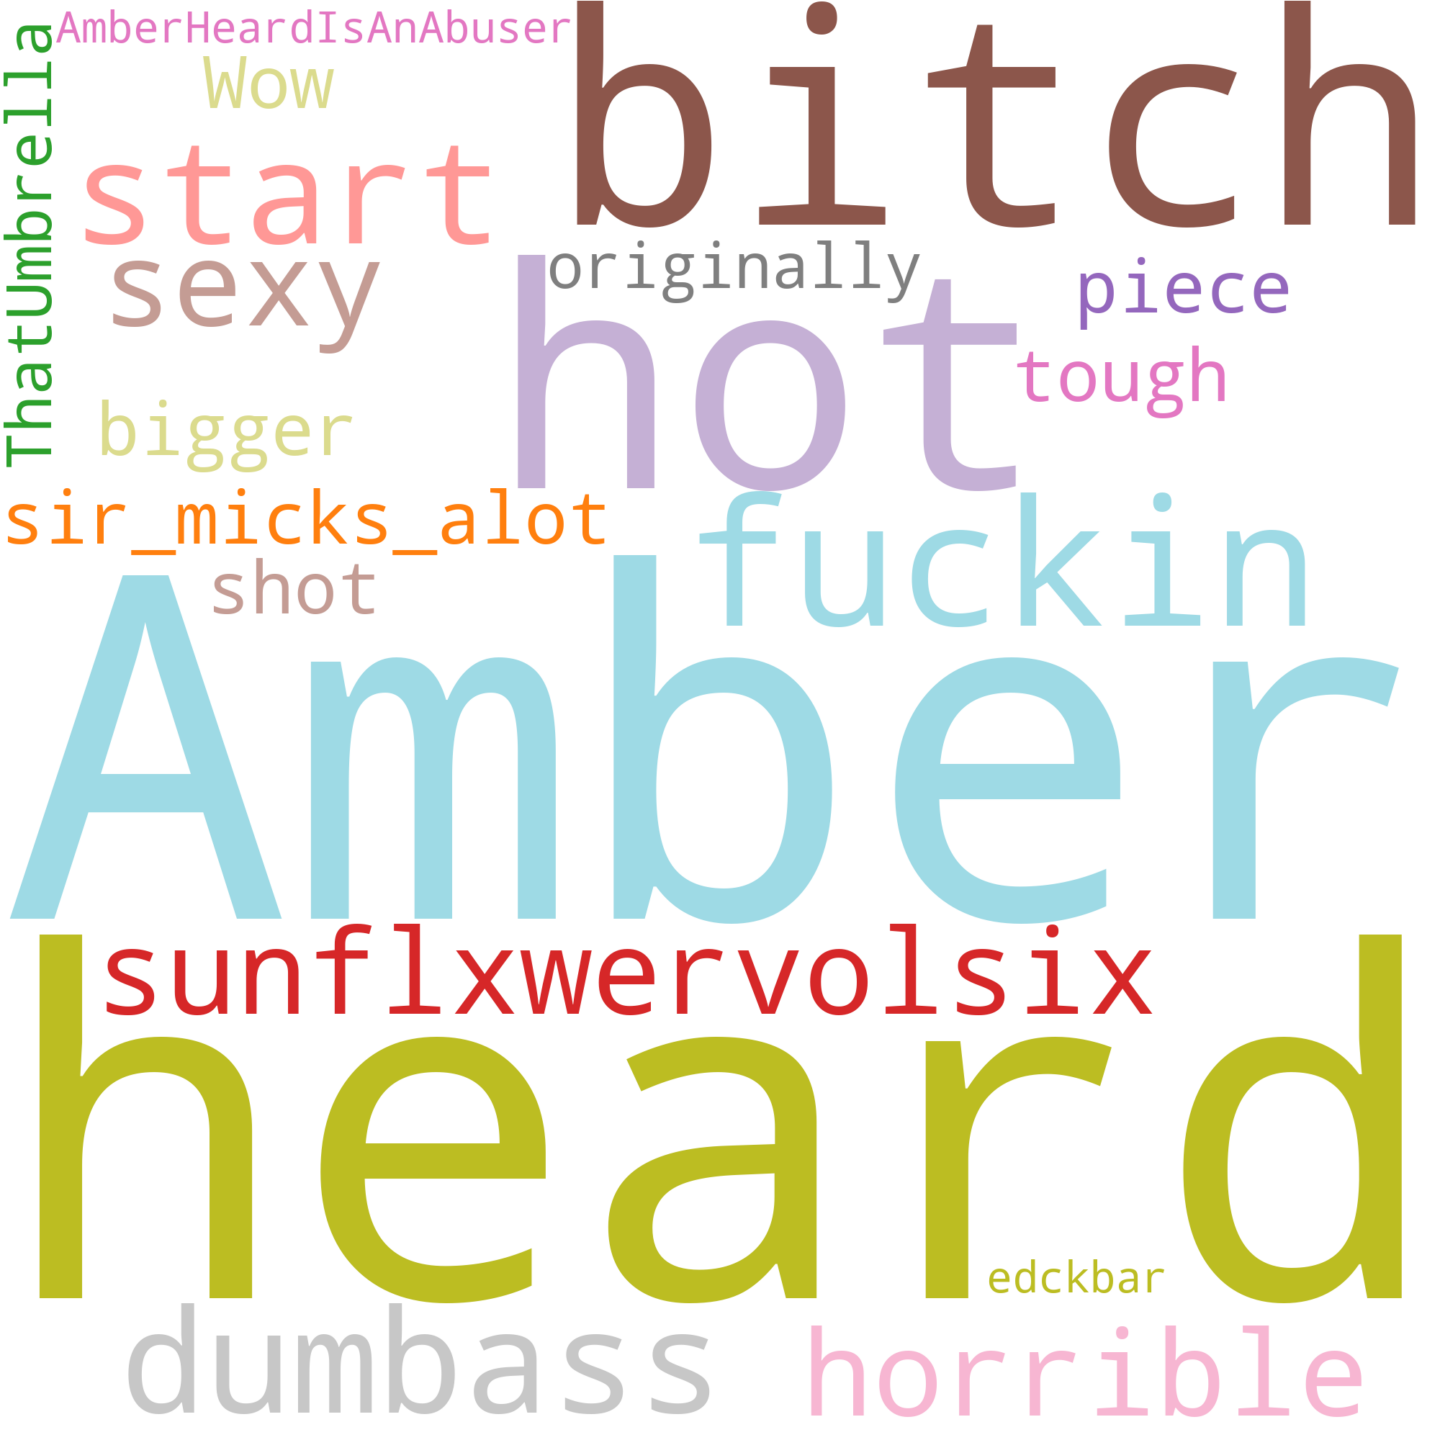 AmberHeardIsAnAbuser
bitch
ThatUmbrella
Wow
start
sexy
originally
piece
hot
tough
bigger
sir_micks_alot
fuckin
shot
Amber
sunflxwervolsix
heard
edckbar
dumbass
horrible